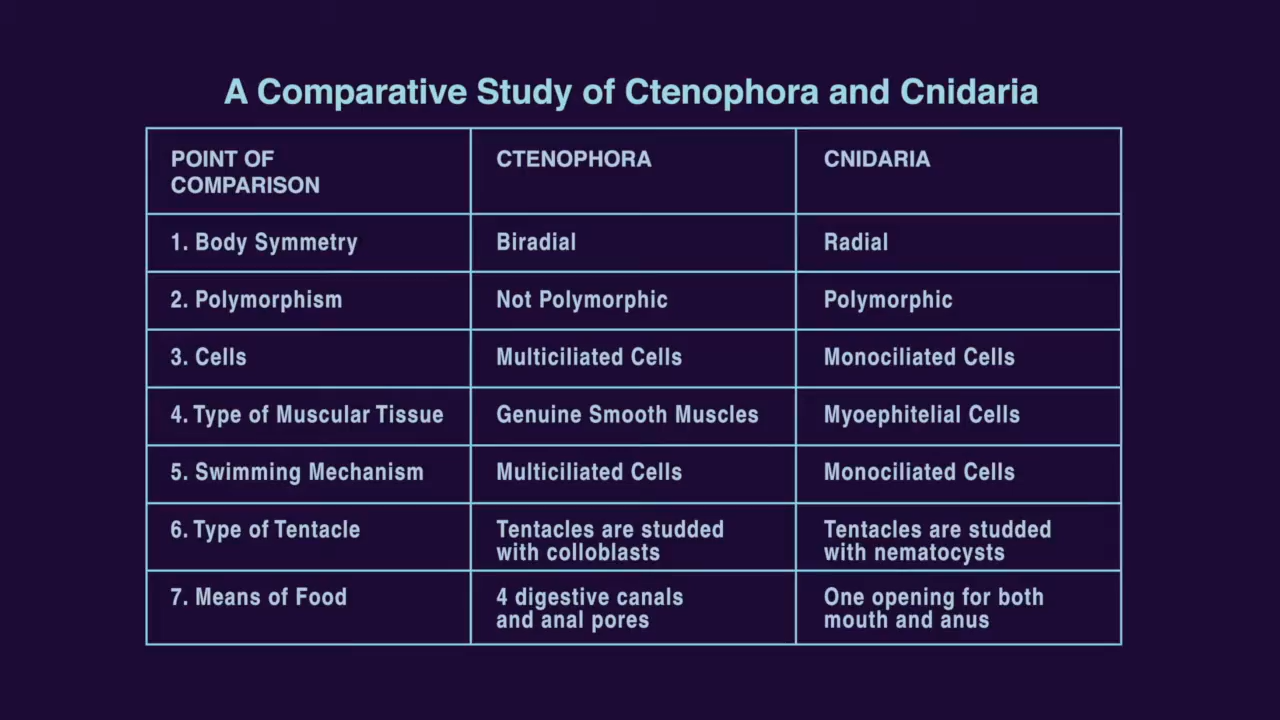 A Comparative Study of Ctenophora and Cnidaria
POINT OF
COMPARISON
CTENOPHORA
CNIDARIA
1. Body Symmetry
Biradial
Radial
2. Polymorphism
Not Polymorphic
Polymorphic
3. Cells
Multiciliated Cells
Monociliated Cells
4. Type of Muscular Tissue
Genuine Smooth Muscles
Myoephitelial Cells
5. Swimming Mechanism
Multiciliated Cells
Monociliated Cells
6. Type of Tentacle
Tentacles are studded
with colloblasts
Tentacles are studded
with nematocysts
7. Means of Food
4 digestive canals
and anal pores
One opening for both
mouth and anus